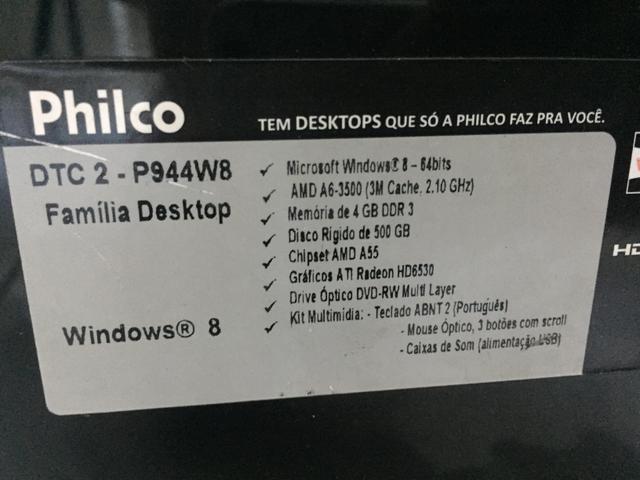 Philco
TEM DESKTOPS QUE SÓ A PHILCO FAZ PRA VOCÊ.
DTC 2 - P944W8
Família Desktop
Windows® 8
✓ Microsoft Windows® 8 - 64bits
✓ AMD A6-3500 (3M Cache, 2.10 GHz)
✓ Memória de 4 GB DDR 3
✓ Disco Rígido de 500 GB
✓ Chipset AMD A55
✓ Gráficos ATI Radeon HD6530
✓ Drive Óptico DVD-RW Multi Layer
✓ Kit Multimídia: - Teclado ABNT 2 (Português)
- Mouse Óptico, 3 botões com scroll
- Caixas de Som (alimentação USB)
HD